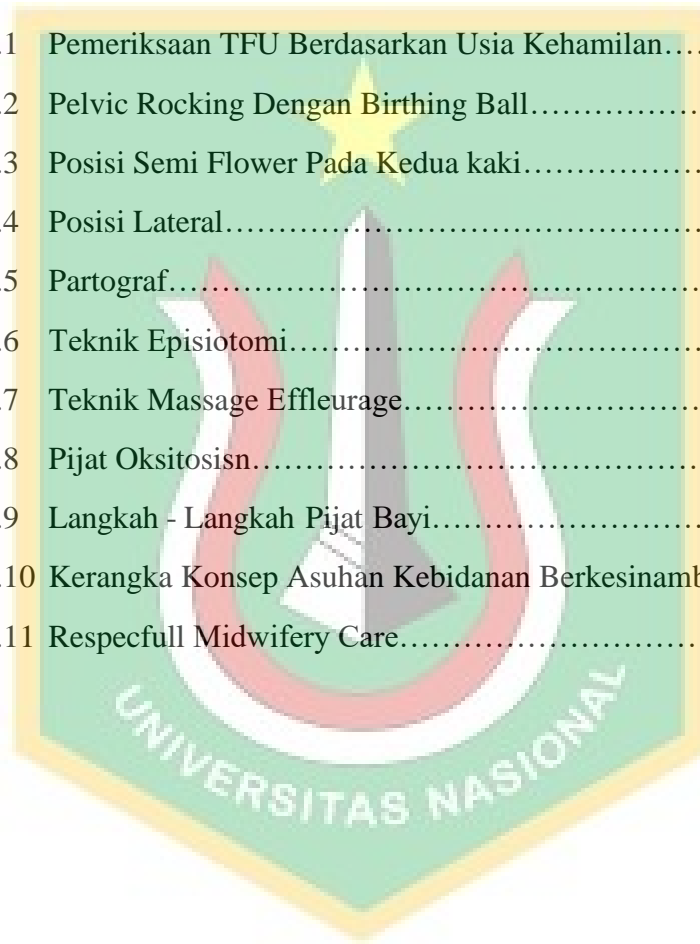 .1 Pemeriksaan TFU Berdasarkan Usia Kehamilan....
.2 Pelvic Rocking Dengan Birthing Ball..................
.3 Posisi Semi Flower Pada Kedua kaki..................
.4 Posisi Lateral..................................................
.5 Partograf........................................................
.6 Teknik Episiotomi...........................................
.7 Teknik Massage Effleurage..............................
.8 Pijat Oksitosisn...............................................
.9 Langkah - Langkah Pijat Bayi...........................
.10 Kerangka Konsep Asuhan Kebidanan
.11 Respecfull Midwifery Care..............................
UNIVERSITAS NASIONAL